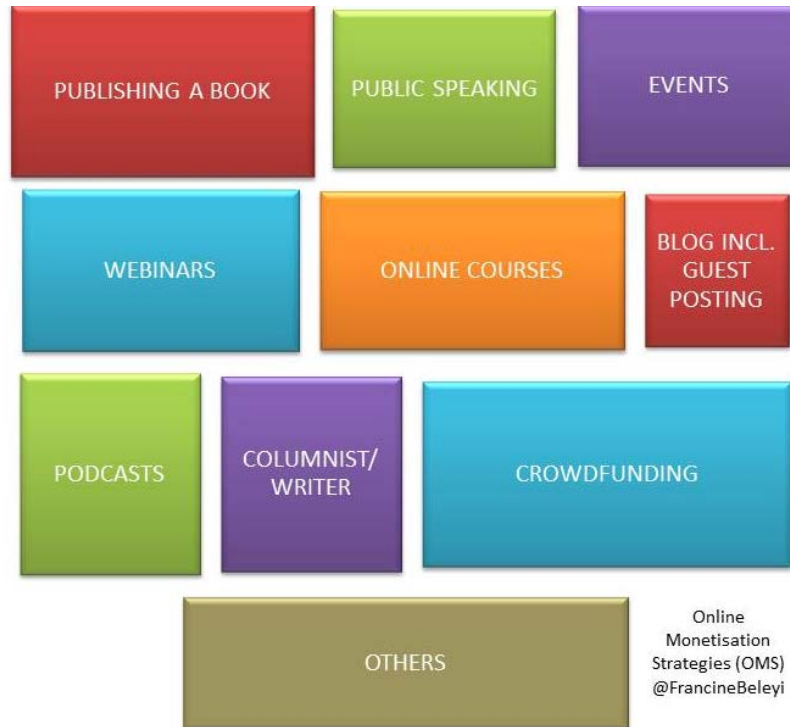 PUBLISHING A BOOK
PUBLIC SPEAKING
EVENTS
WEBINARS
ONLINE COURSES
BLOG INCL.
GUEST
POSTING
PODCASTS
COLUMNIST/
WRITER
CROWDFUNDING
OTHERS
Online
Monetisation
Strategies (OMS)
@FrancineBeleyi